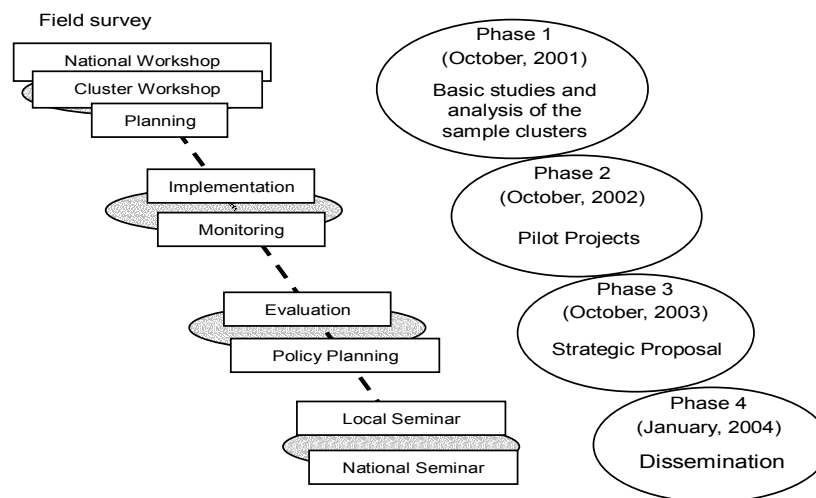 Field survey
National Workshop
Cluster Workshop
Planning
Implementation
Monitoring
Evaluation
Policy Planning
Local Seminar
National Seminar
Phase 1
(October, 2001)
Basic studies and
analysis of the
sample clusters
Phase 2
(October, 2002)
Pilot Projects
Phase 3
(October, 2003)
Strategic Proposal
Phase 4
(January, 2004)
Dissemination